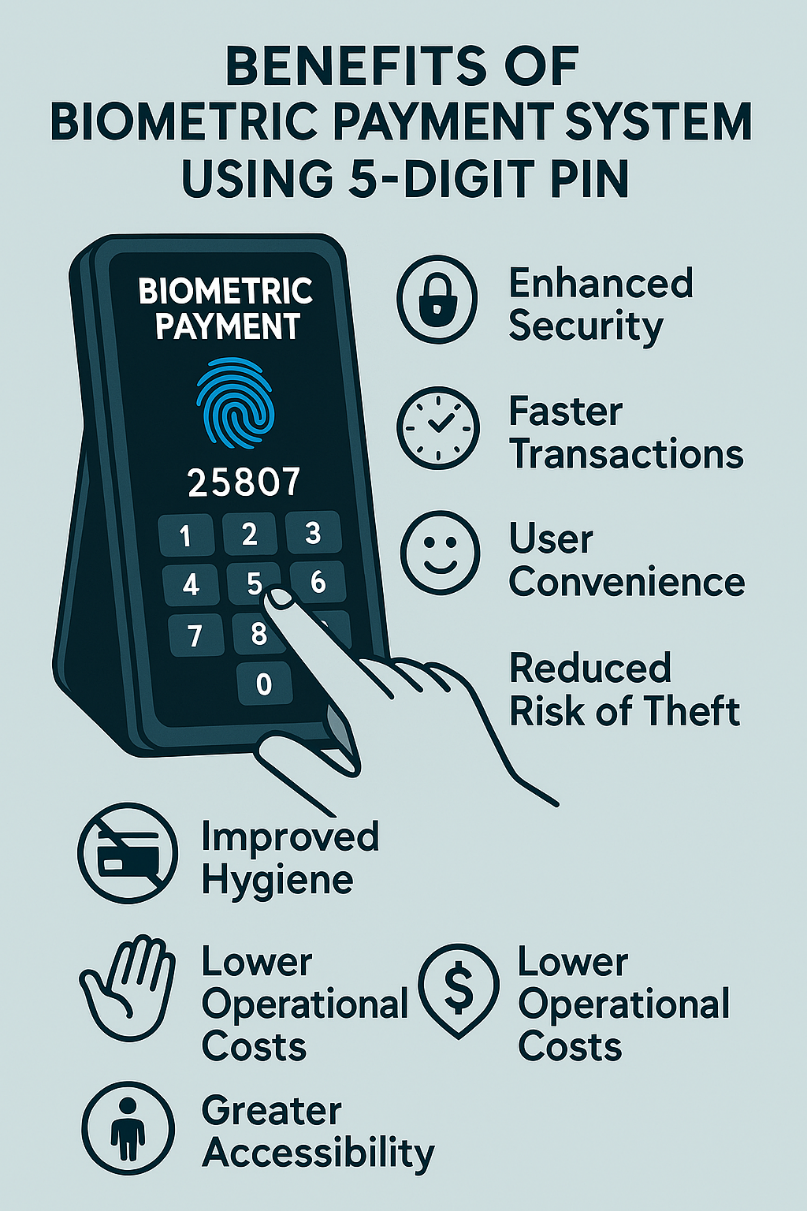 BENEFITS OF
BIOMETRIC PAYMENT SYSTEM
USING 5-DIGIT PIN
BIOMETRIC
PAYMENT
25807
1 2 3
4 5 6
7 8
0
Enhanced
Security
Faster
Transactions
User
Convenience
Reduced
Risk of Theft
Improved
Hygiene
Lower
Operational
Costs
$
Lower
Operational
Costs
Greater
Accessibility